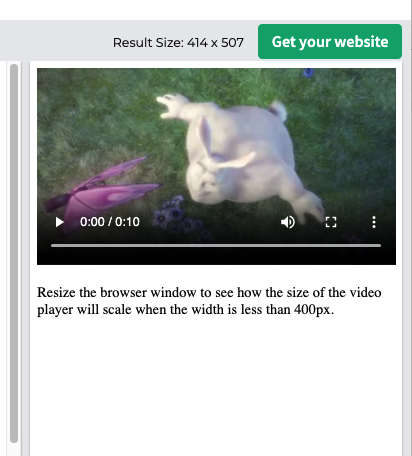 Result Size: 414 x 507
Get your website
0:00 / 0:10
Resize the browser window to see how the size of the video
player will scale when the width is less than 400px.